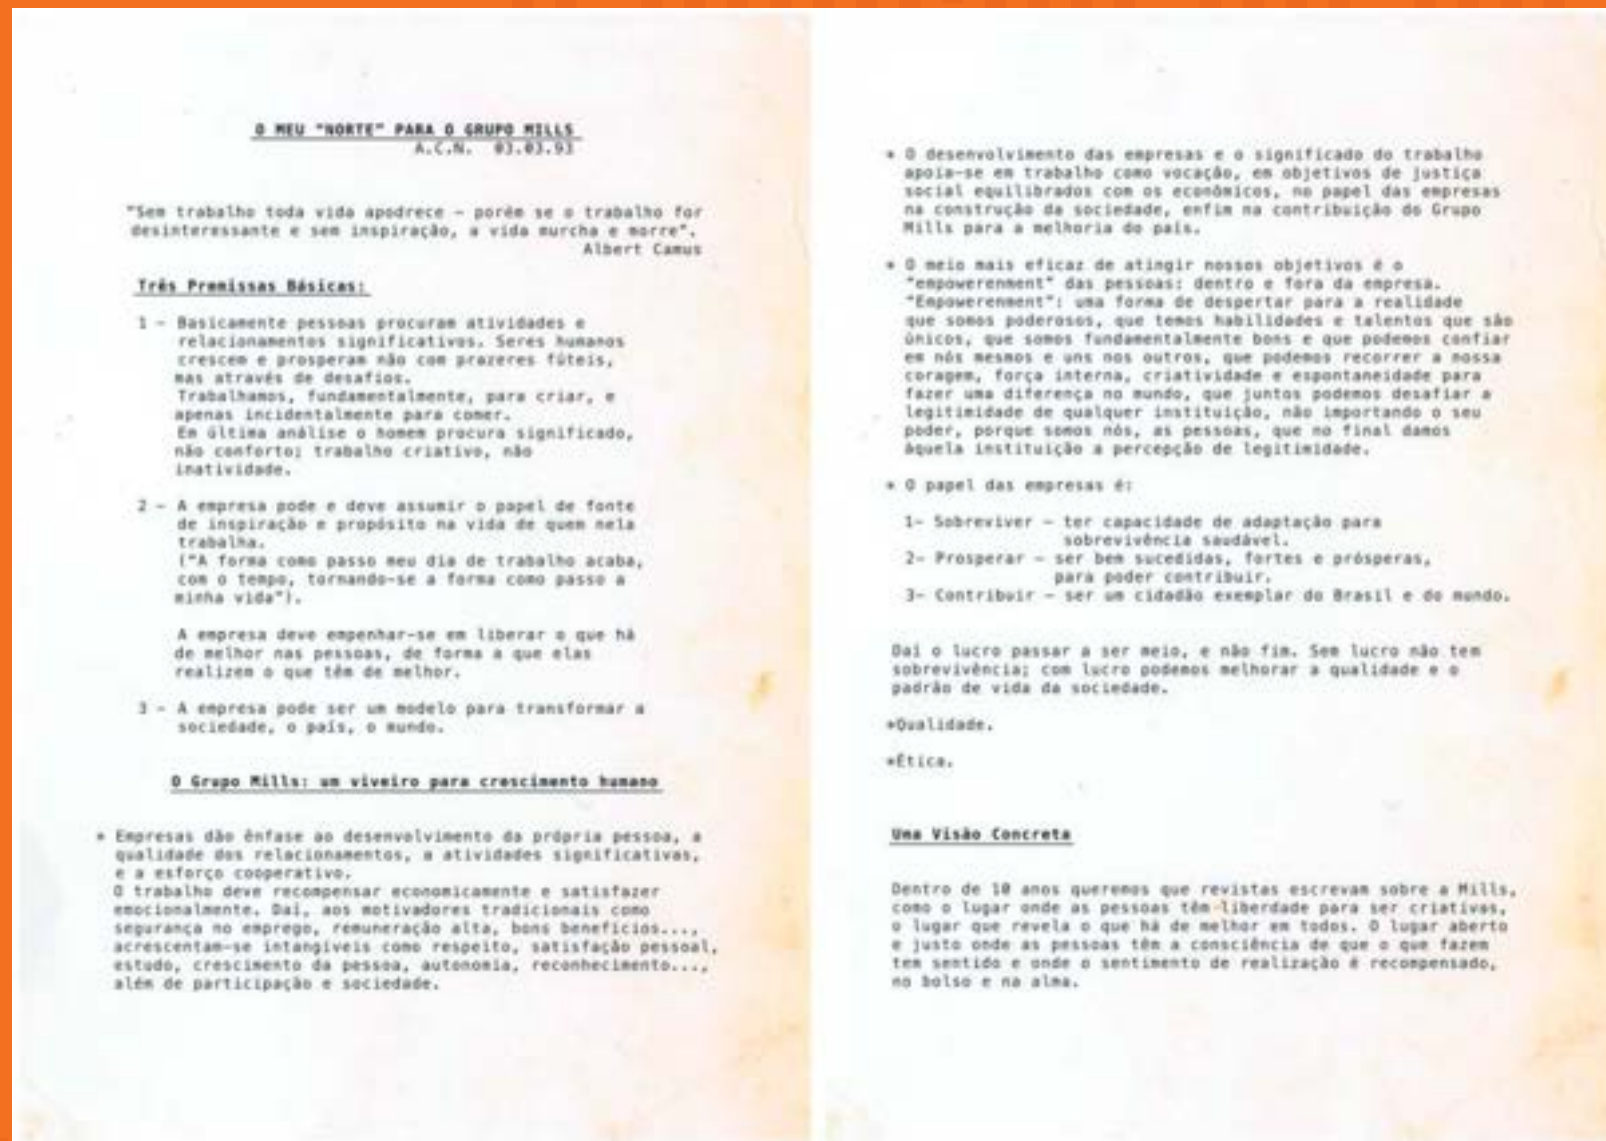 O MEU "NORTE" PARA O GRUPO MILLS
A.C.N. 03.03.93
"Sem trabalho toda vida apodrece - porém se o trabalho for
desinteressante e sem inspiração, a vida murcha e morre".
Albert Camus
Três Premissas Básicas:
1 - Basicamente pessoas procuram atividades e
relacionamentos significativos. Seres humanos
crescem e prosperam não com prazeres fúteis,
mas através de desafios.
Trabalhamos, fundamentalmente, para criar, e
apenas incidentalmente para comer.
Em última análise o homem procura significado,
não conforto; trabalho criativo, não
inatividade.
2 - A empresa pode e deve assumir o papel de fonte
de inspiração e propósito na vida de quem nela
trabalha.
("A forma como passo meu dia de trabalho acaba,
com o tempo, tornando-se a forma como passo a
minha vida").
A empresa deve empenhar-se em liberar o que há
de melhor nas pessoas, de forma a que elas
realizem o que têm de melhor.
3 - A empresa pode ser um modelo para transformar a
sociedade, o país, o mundo.
O Grupo Mills: um viveiro para crescimento humano
* Empresas dão ênfase ao desenvolvimento da própria pessoa, a
qualidade dos relacionamentos, a atividades significativas,
e a esforço cooperativo.
O trabalho deve recompensar economicamente e satisfazer
emocionalmente. Daí, aos motivadores tradicionais como
segurança no emprego, remuneração alta, bons benefícios...,
acrescentam-se intangíveis como respeito, satisfação pessoal,
estudo, crescimento da pessoa, autonomia, reconhecimento...,
além de participação e sociedade.
* O desenvolvimento das empresas e o significado do trabalho
apoia-se em trabalho como vocação, em objetivos de justiça
social equilibrados com os econômicos, no papel das empresas
na construção da sociedade, enfim na contribuição do Grupo
Mills para a melhoria do país.
* O meio mais eficaz de atingir nossos objetivos é o
"empowerenment" das pessoas: dentro e fora da empresa.
"Empowerenment": uma forma de despertar para a realidade
que somos poderosos, que temos habilidades e talentos que são
únicos, que somos fundamentalmente bons e que podemos confiar
em nós mesmos e uns nos outros, que podemos recorrer a nossa
coragem, força interna, criatividade e espontaneidade para
fazer uma diferença no mundo, que juntos podemos desafiar a
legitimidade de qualquer instituição, não importando o seu
poder, porque somos nós, as pessoas, que no final damos
àquela instituição a percepção de legitimidade.
* O papel das empresas é:
1- Sobreviver - ter capacidade de adaptação para
sobrevivência saudável.
2- Prosperar - ser bem sucedidas, fortes e prósperas,
para poder contribuir.
3- Contribuir - ser um cidadão exemplar do Brasil e do mundo.
Daí o lucro passar a ser meio, e não fim. Sem lucro não tem
sobrevivência; com lucro podemos melhorar a qualidade e o
padrão de vida da sociedade.
*Qualidade.
*Ética.
Uma Visão Concreta
Dentro de 10 anos queremos que revistas escrevam sobre a Mills,
como o lugar onde as pessoas têm liberdade para ser criativas,
o lugar que revela o que há de melhor em todos. O lugar aberto
e justo onde as pessoas têm a consciência de que o que fazem
tem sentido e onde o sentimento de realização é recompensado,
no bolso e na alma.